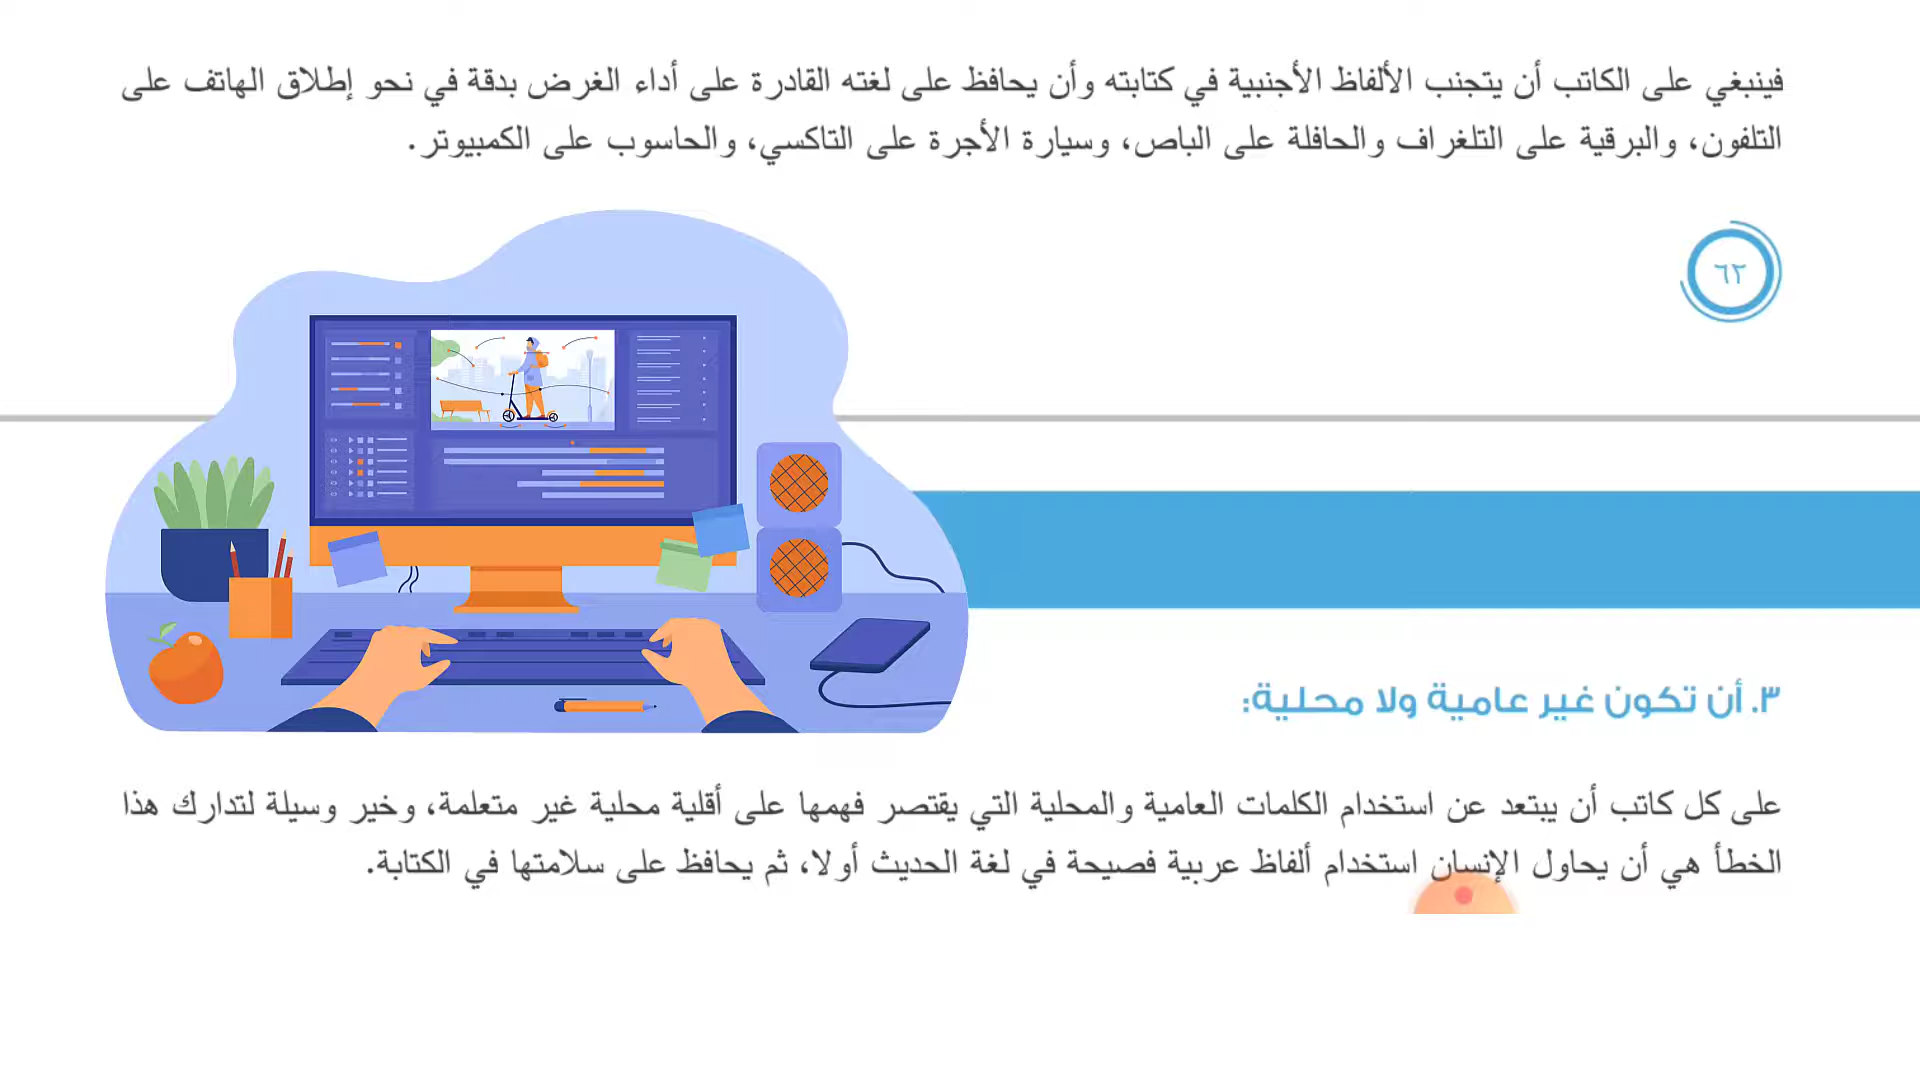 فينبغي على الكاتب أن يتجنب الألفاظ الأجنبية في كتابته وأن يحافظ على لغته القادرة على أداء الغرض بدقة في نحو إطلاق الهاتف على
التلفون، والبرقية على التلغراف والحافلة على الباص، وسيارة الأجرة على التاكسي، والحاسوب على الكمبيوتر.
٦٢
٣. أن تكون غير عامية ولا محلية:
على كل كاتب أن يبتعد عن استخدام الكلمات العامية والمحلية التي يقتصر فهمها على أقلية محلية غير متعلمة، وخير وسيلة لتدارك هذا
الخطأ هي أن يحاول الإنسان استخدام ألفاظ عربية فصيحة في لغة الحديث أولا، ثم يحافظ على سلامتها في الكتابة.